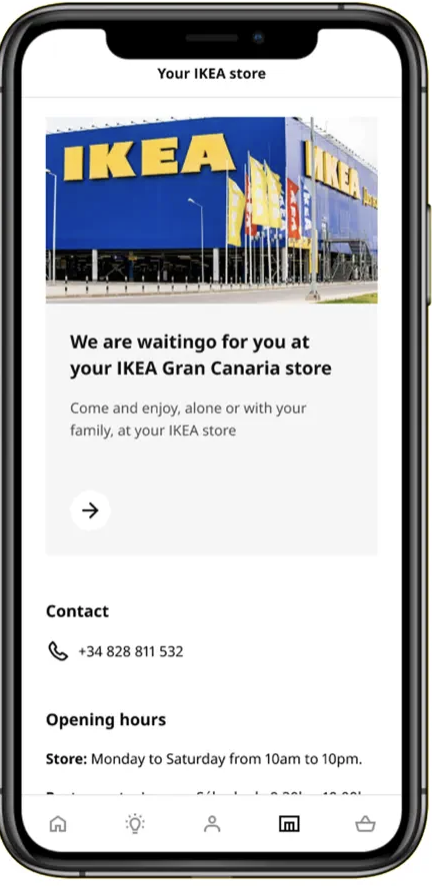 Your IKEA store
IKEA
IKEA
We are waitingo for you at
your IKEA Gran Canaria store
Come and enjoy, alone or with your
family, at your IKEA store
Contact
+34 828 811 532
Opening hours
Store: Monday to Saturday from 10am to 10pm.